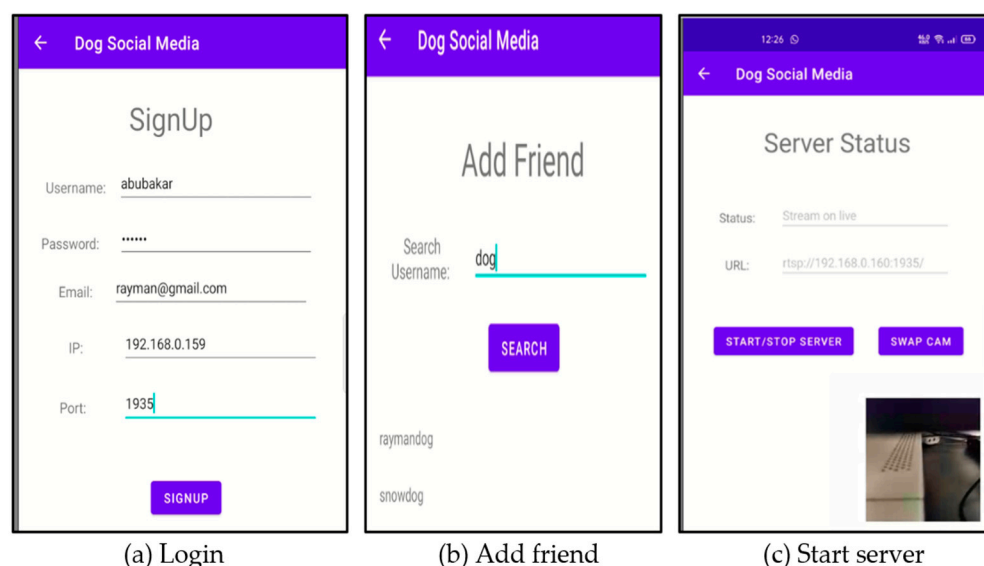 Dog Social Media
SignUp
Username: abubakar
Password: ••••••
Email: rayman@gmail.com
IP: 192.168.0.159
Port: 1935
SIGNUP
(a) Login
Dog Social Media
Add Friend
Search
Username: dog
SEARCH
raymandog
snowdog
(b) Add friend
12:26
Dog Social Media
Server Status
Status: Stream on live
URL: rtsp://192.168.0.160:1935/
START/STOP SERVER SWAP CAM
(c) Start server